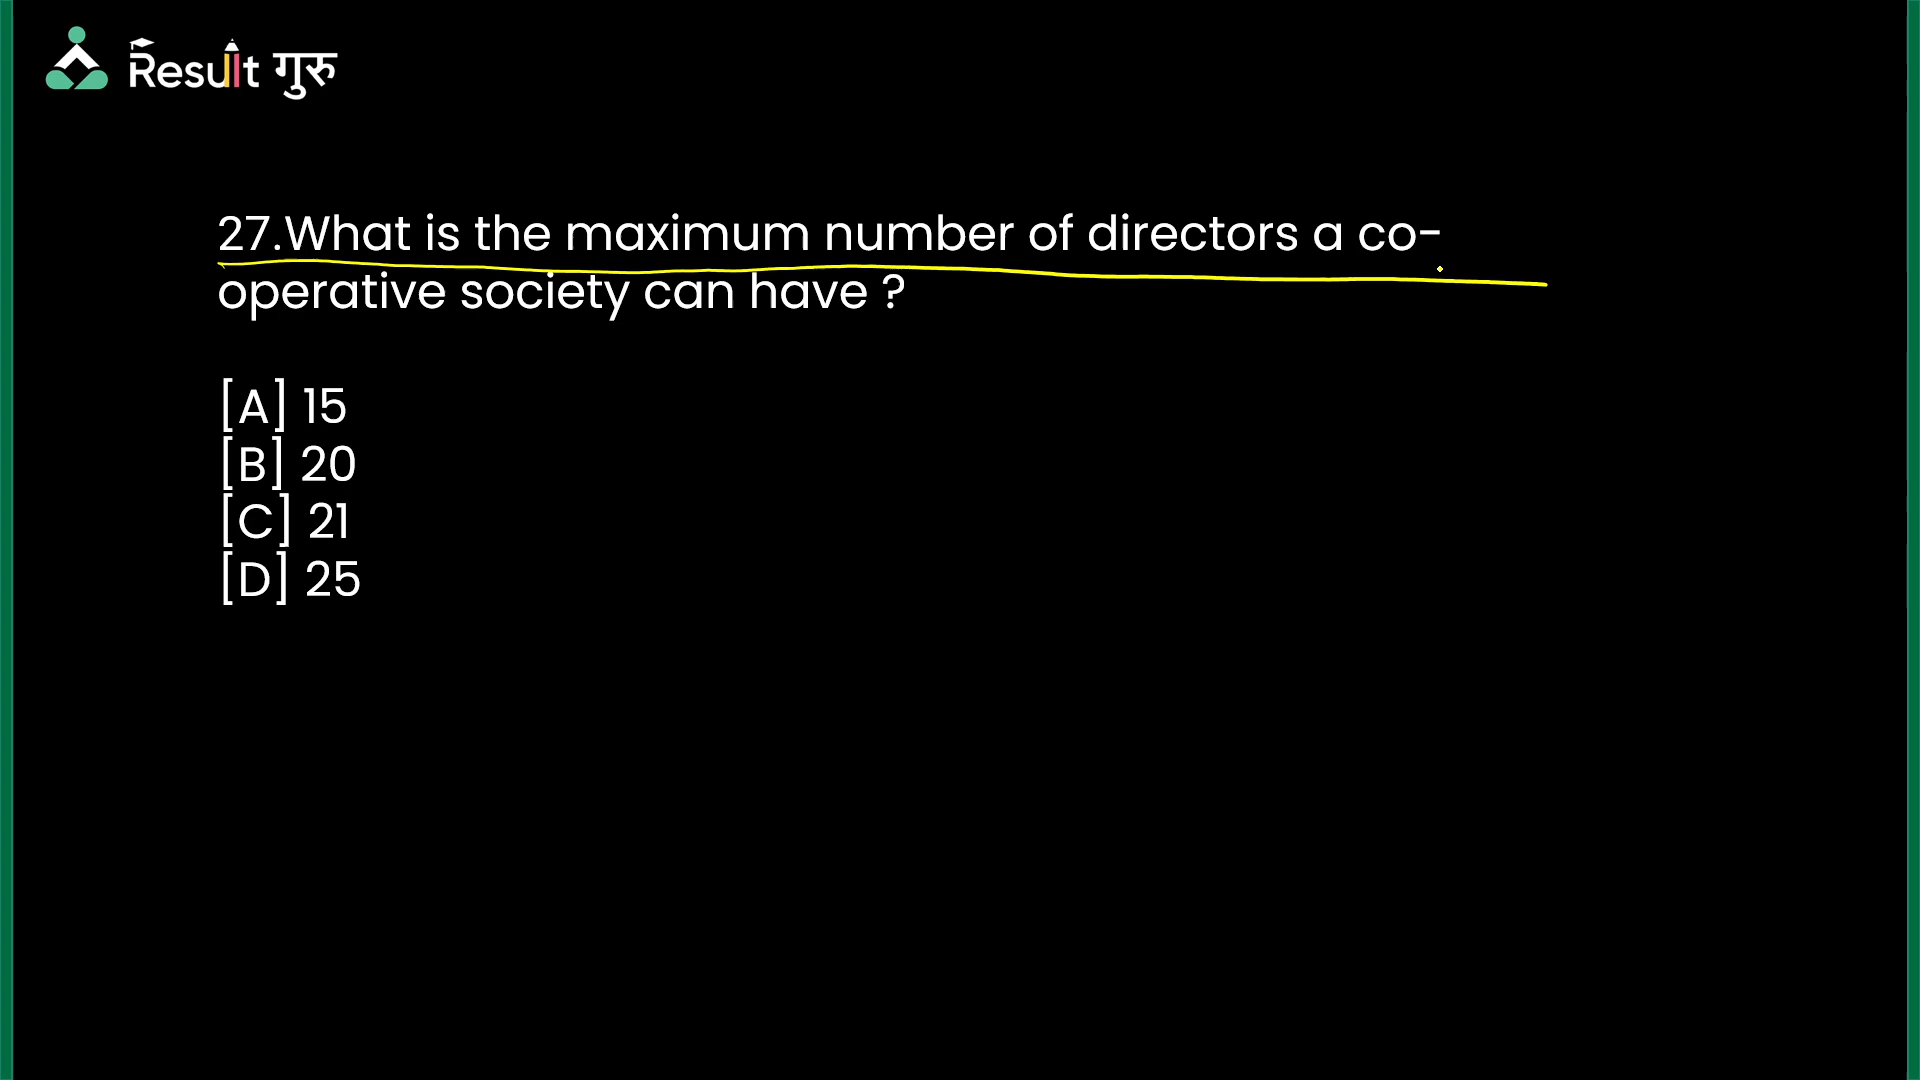 Result गुरु
27.What is the maximum number of directors a co-
operative society can have ?
[A] 15
[B] 20
[C] 21
[D] 25